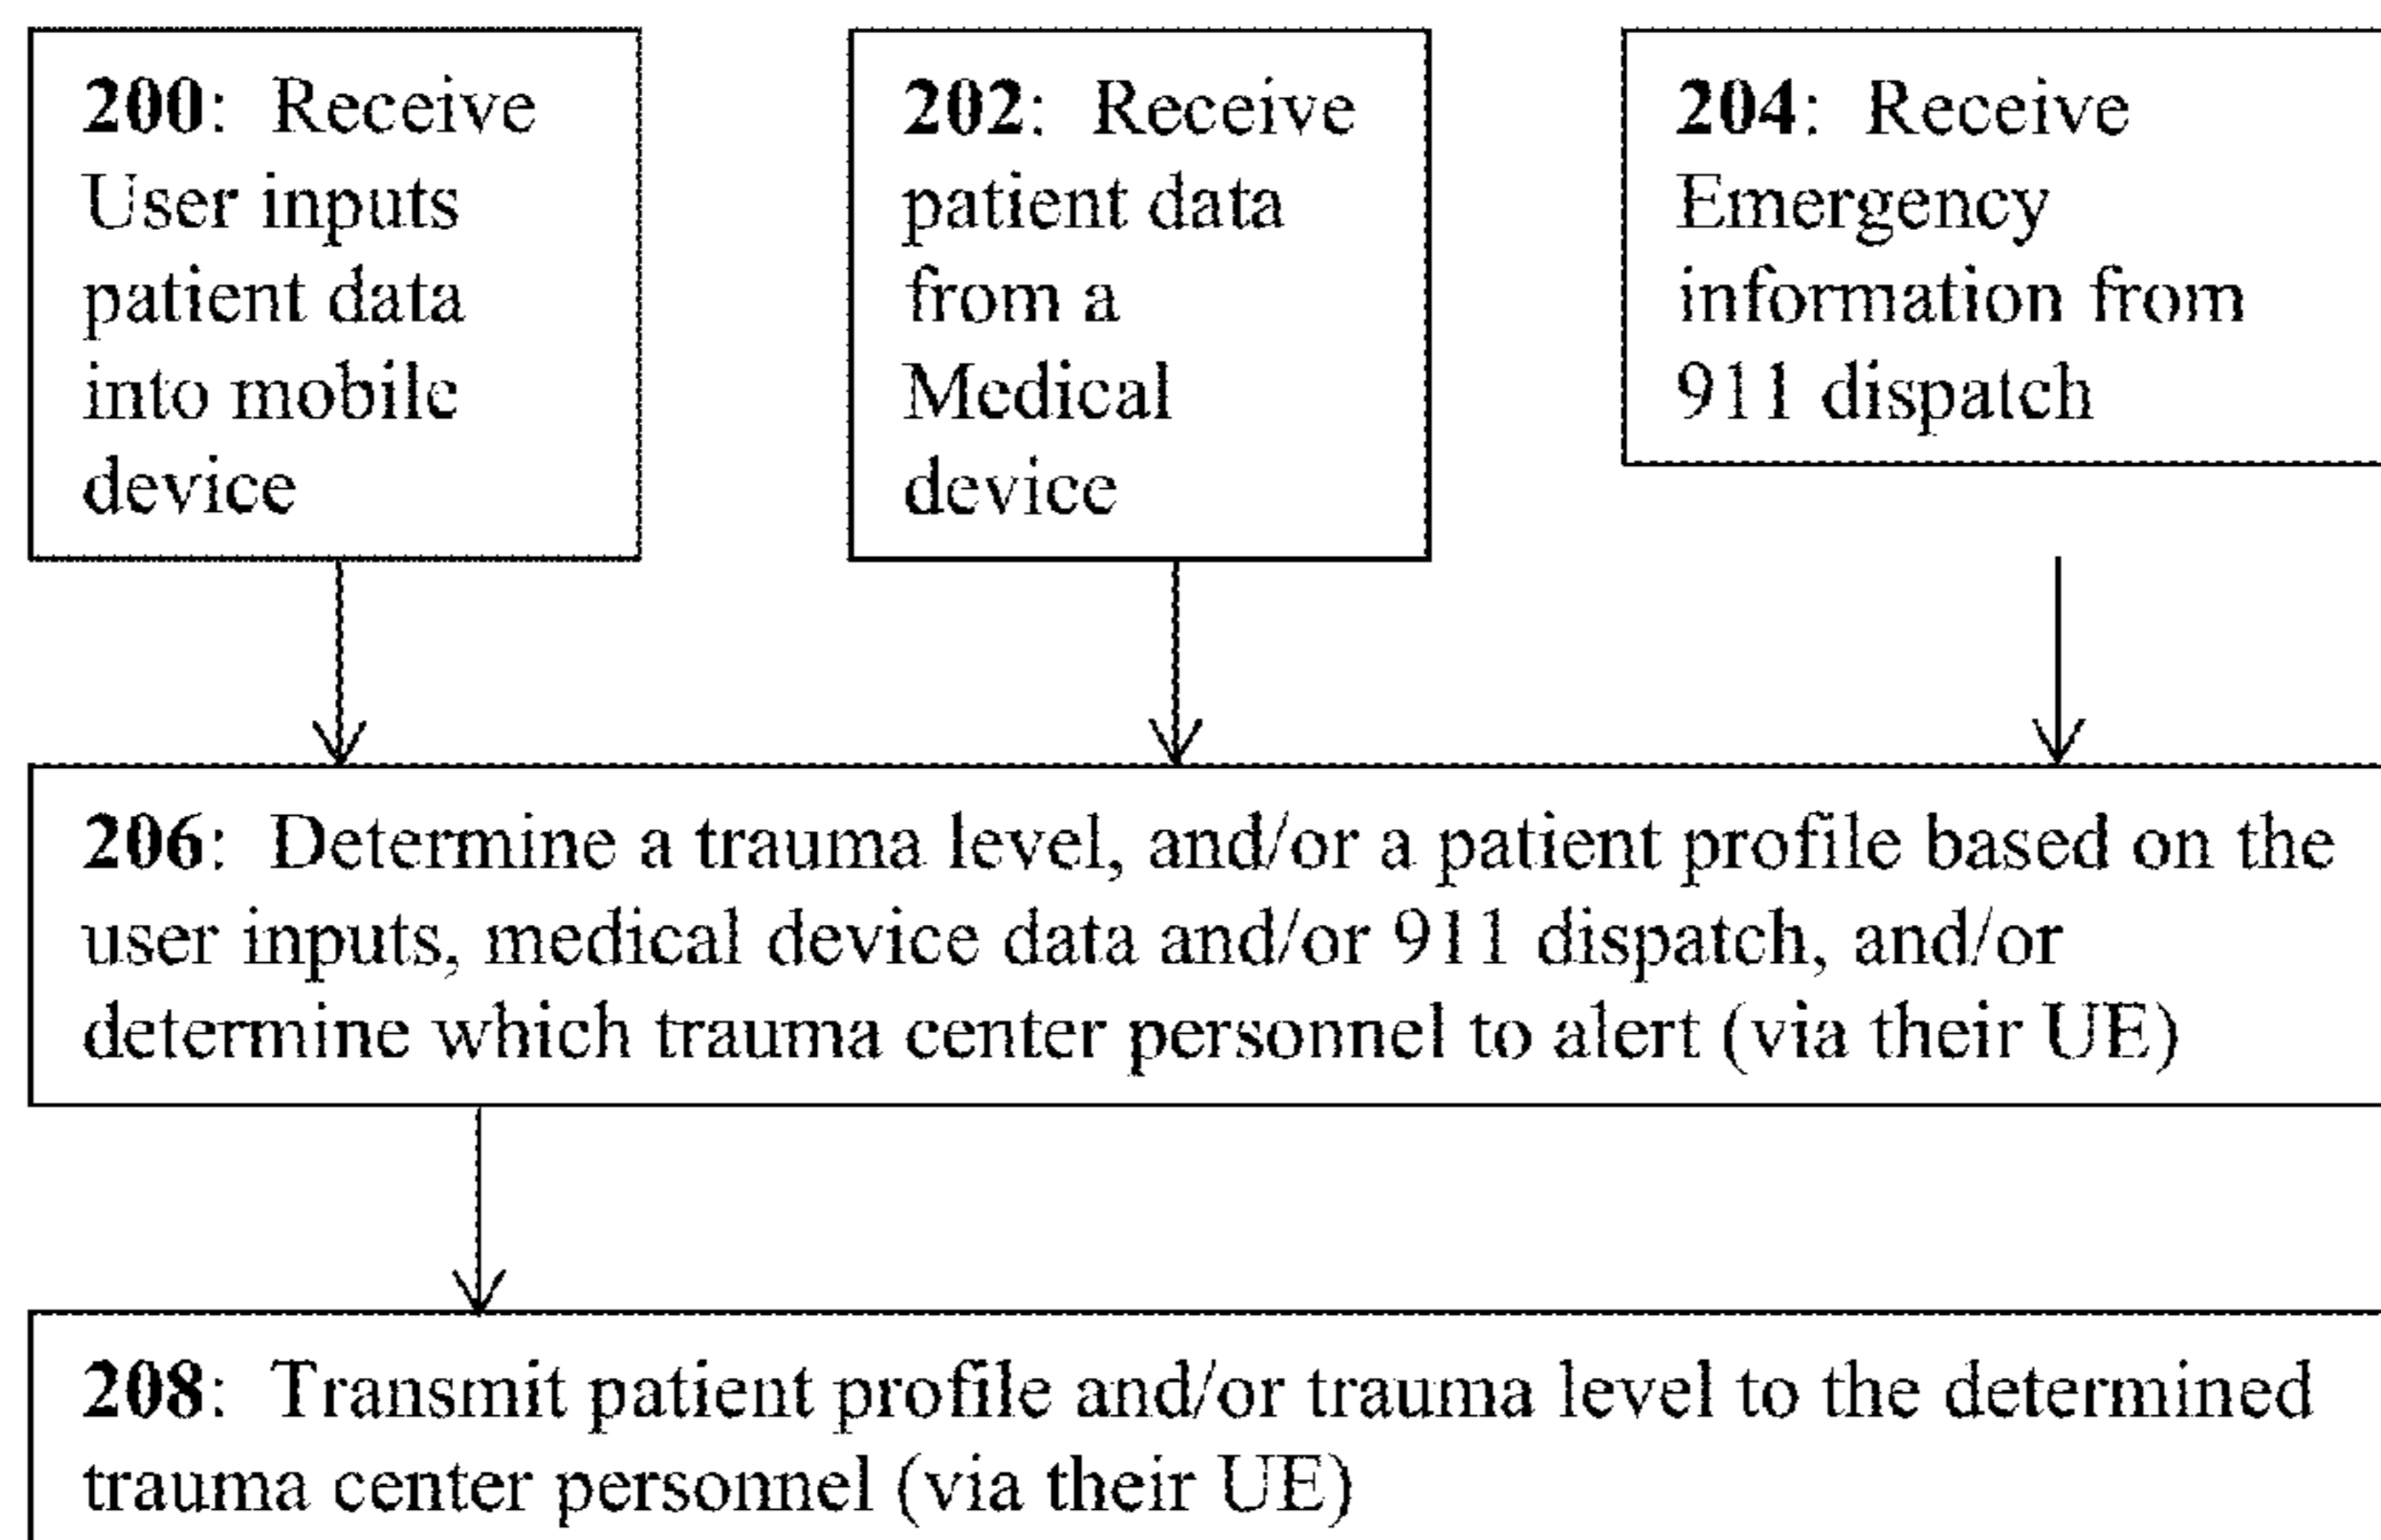 200: Receive
User inputs
patient data
into mobile
device
202: Receive
patient data
from a
Medical
device
204: Receive
Emergency
information from
911 dispatch
206: Determine a trauma level, and/or a patient profile based on the
user inputs, medical device data and/or 911 dispatch, and/or
determine which trauma center personnel to alert (via their UE)
208: Transmit patient profile and/or trauma level to the determined
trauma center personnel (via their UE)